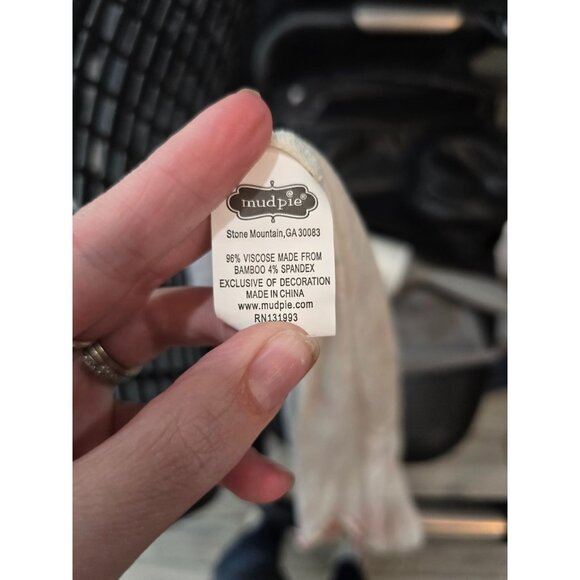 mudpie®
Stone Mountain,GA 30083
96% VISCOSE MADE FROM
BAMBOO 4% SPANDEX
EXCLUSIVE OF DECORATION
MADE IN CHINA
www.mudpie.com
RN131993